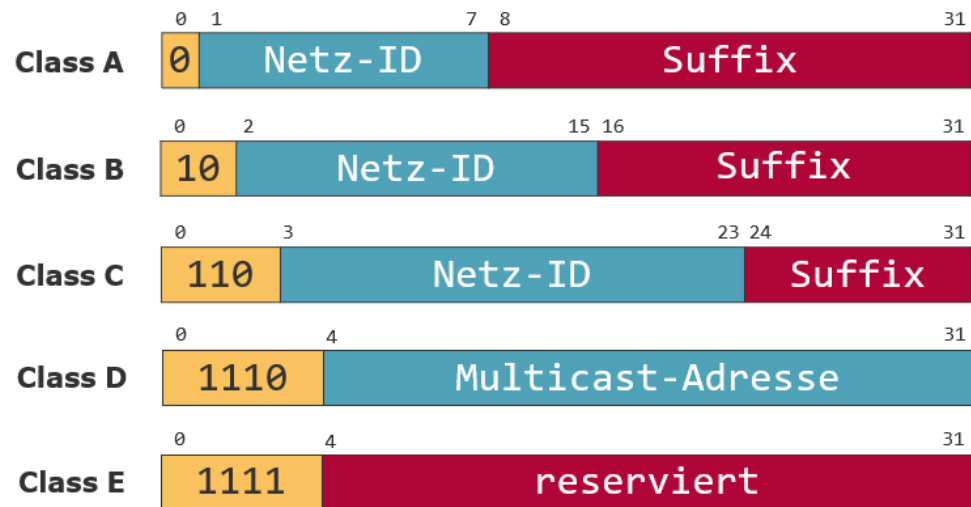 0 1 7 8 31
Class A 0 Netz-ID Suffix
0 2 15 16 31
Class B 10 Netz-ID Suffix
0 3 23 24 31
Class C 110 Netz-ID Suffix
0 4 31
Class D 1110 Multicast-Adresse
0 4 31
Class E 1111 reserviert